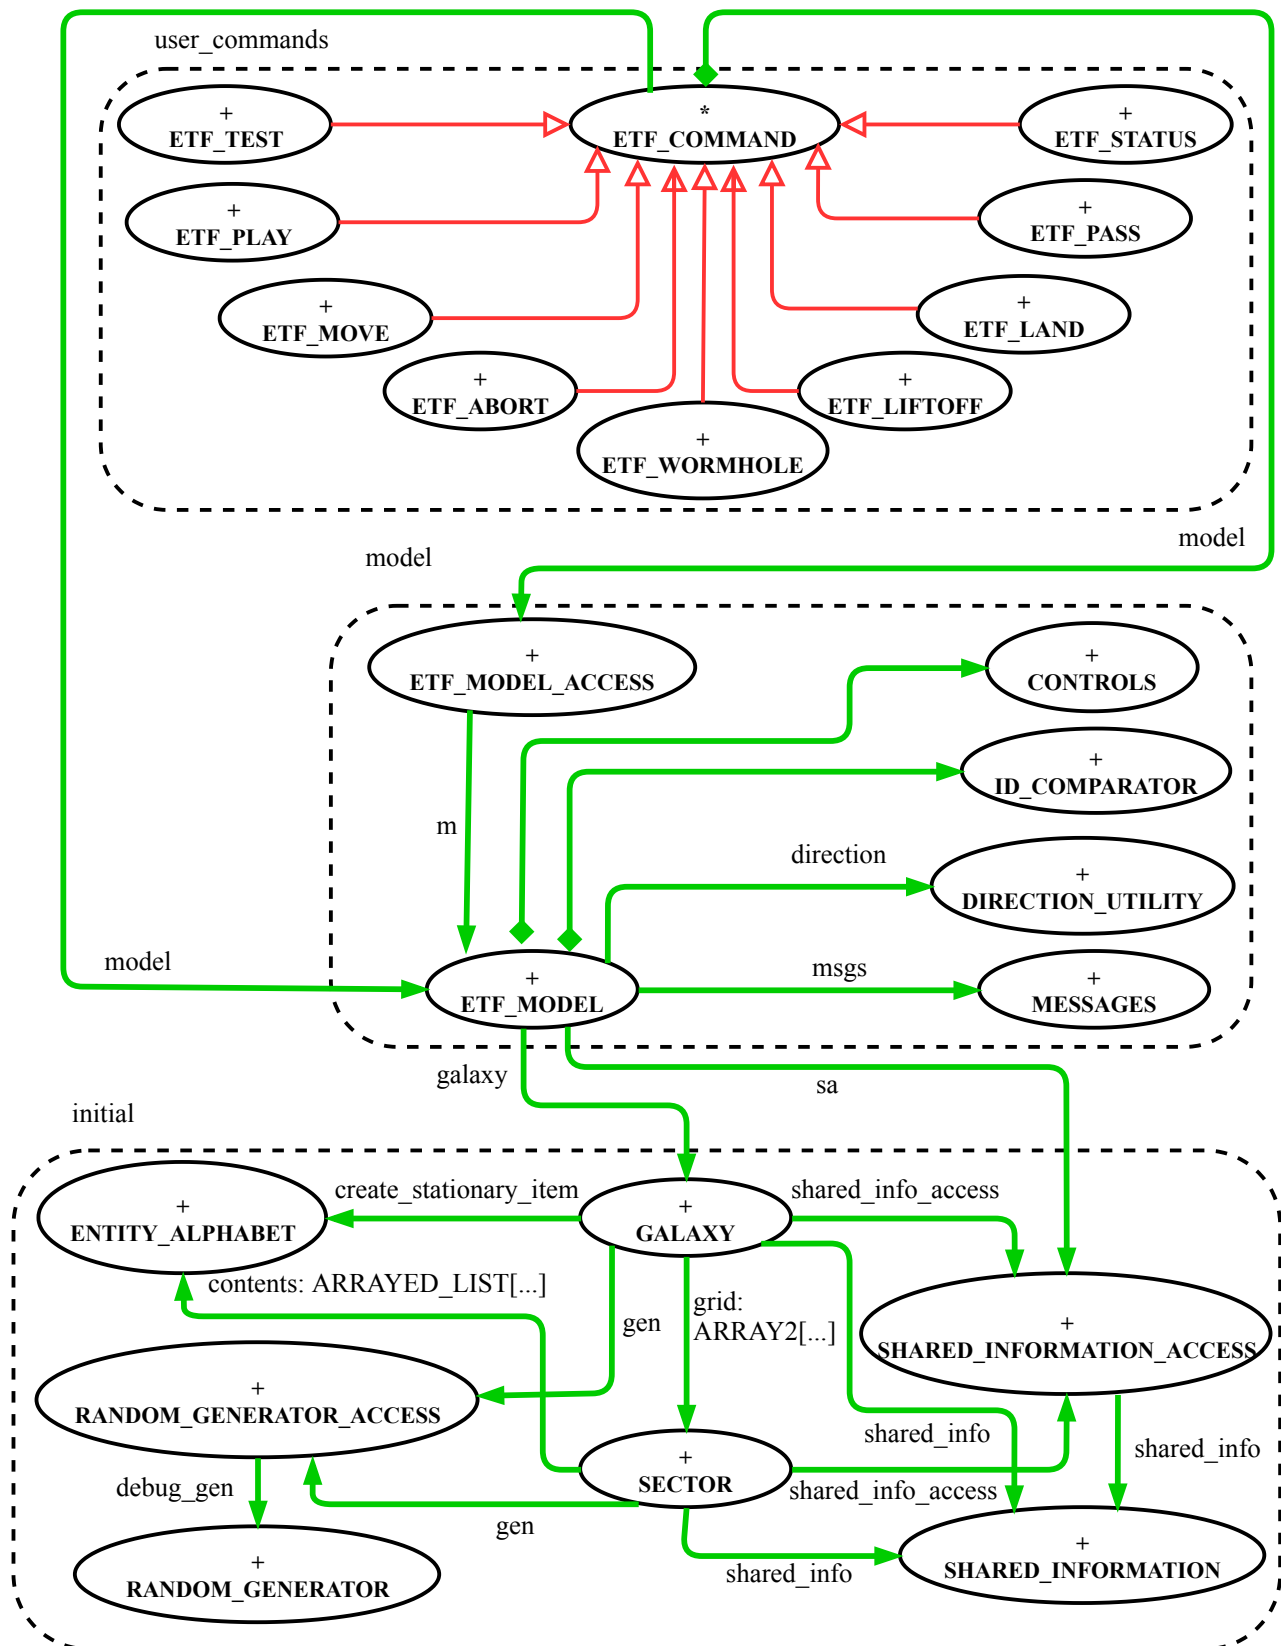 user_commands
+
ETF_TEST
*
ETF_COMMAND
+
ETF_STATUS
+
ETF_PLAY
+
ETF_PASS
+
ETF_MOVE
+
ETF_LAND
+
ETF_ABORT
+
ETF_LIFTOFF
+
ETF_WORMHOLE
model
model
+
ETF_MODEL_ACCESS
+
CONTROLS
+
ID_COMPARATOR
m
direction
+
DIRECTION_UTILITY
model
+
ETF_MODEL
msgs
+
MESSAGES
galaxy
sa
initial
+
ENTITY_ALPHABET
create_stationary_item
+
GALAXY
shared_info_access
contents: ARRAYED_LIST[...]
gen
grid:
ARRAY2[...]
+
SHARED_INFORMATION_ACCESS
+
RANDOM_GENERATOR_ACCESS
shared_info
shared_info
+
SECTOR
shared_info_access
debug_gen
gen
+
RANDOM_GENERATOR
shared_info
+
SHARED_INFORMATION